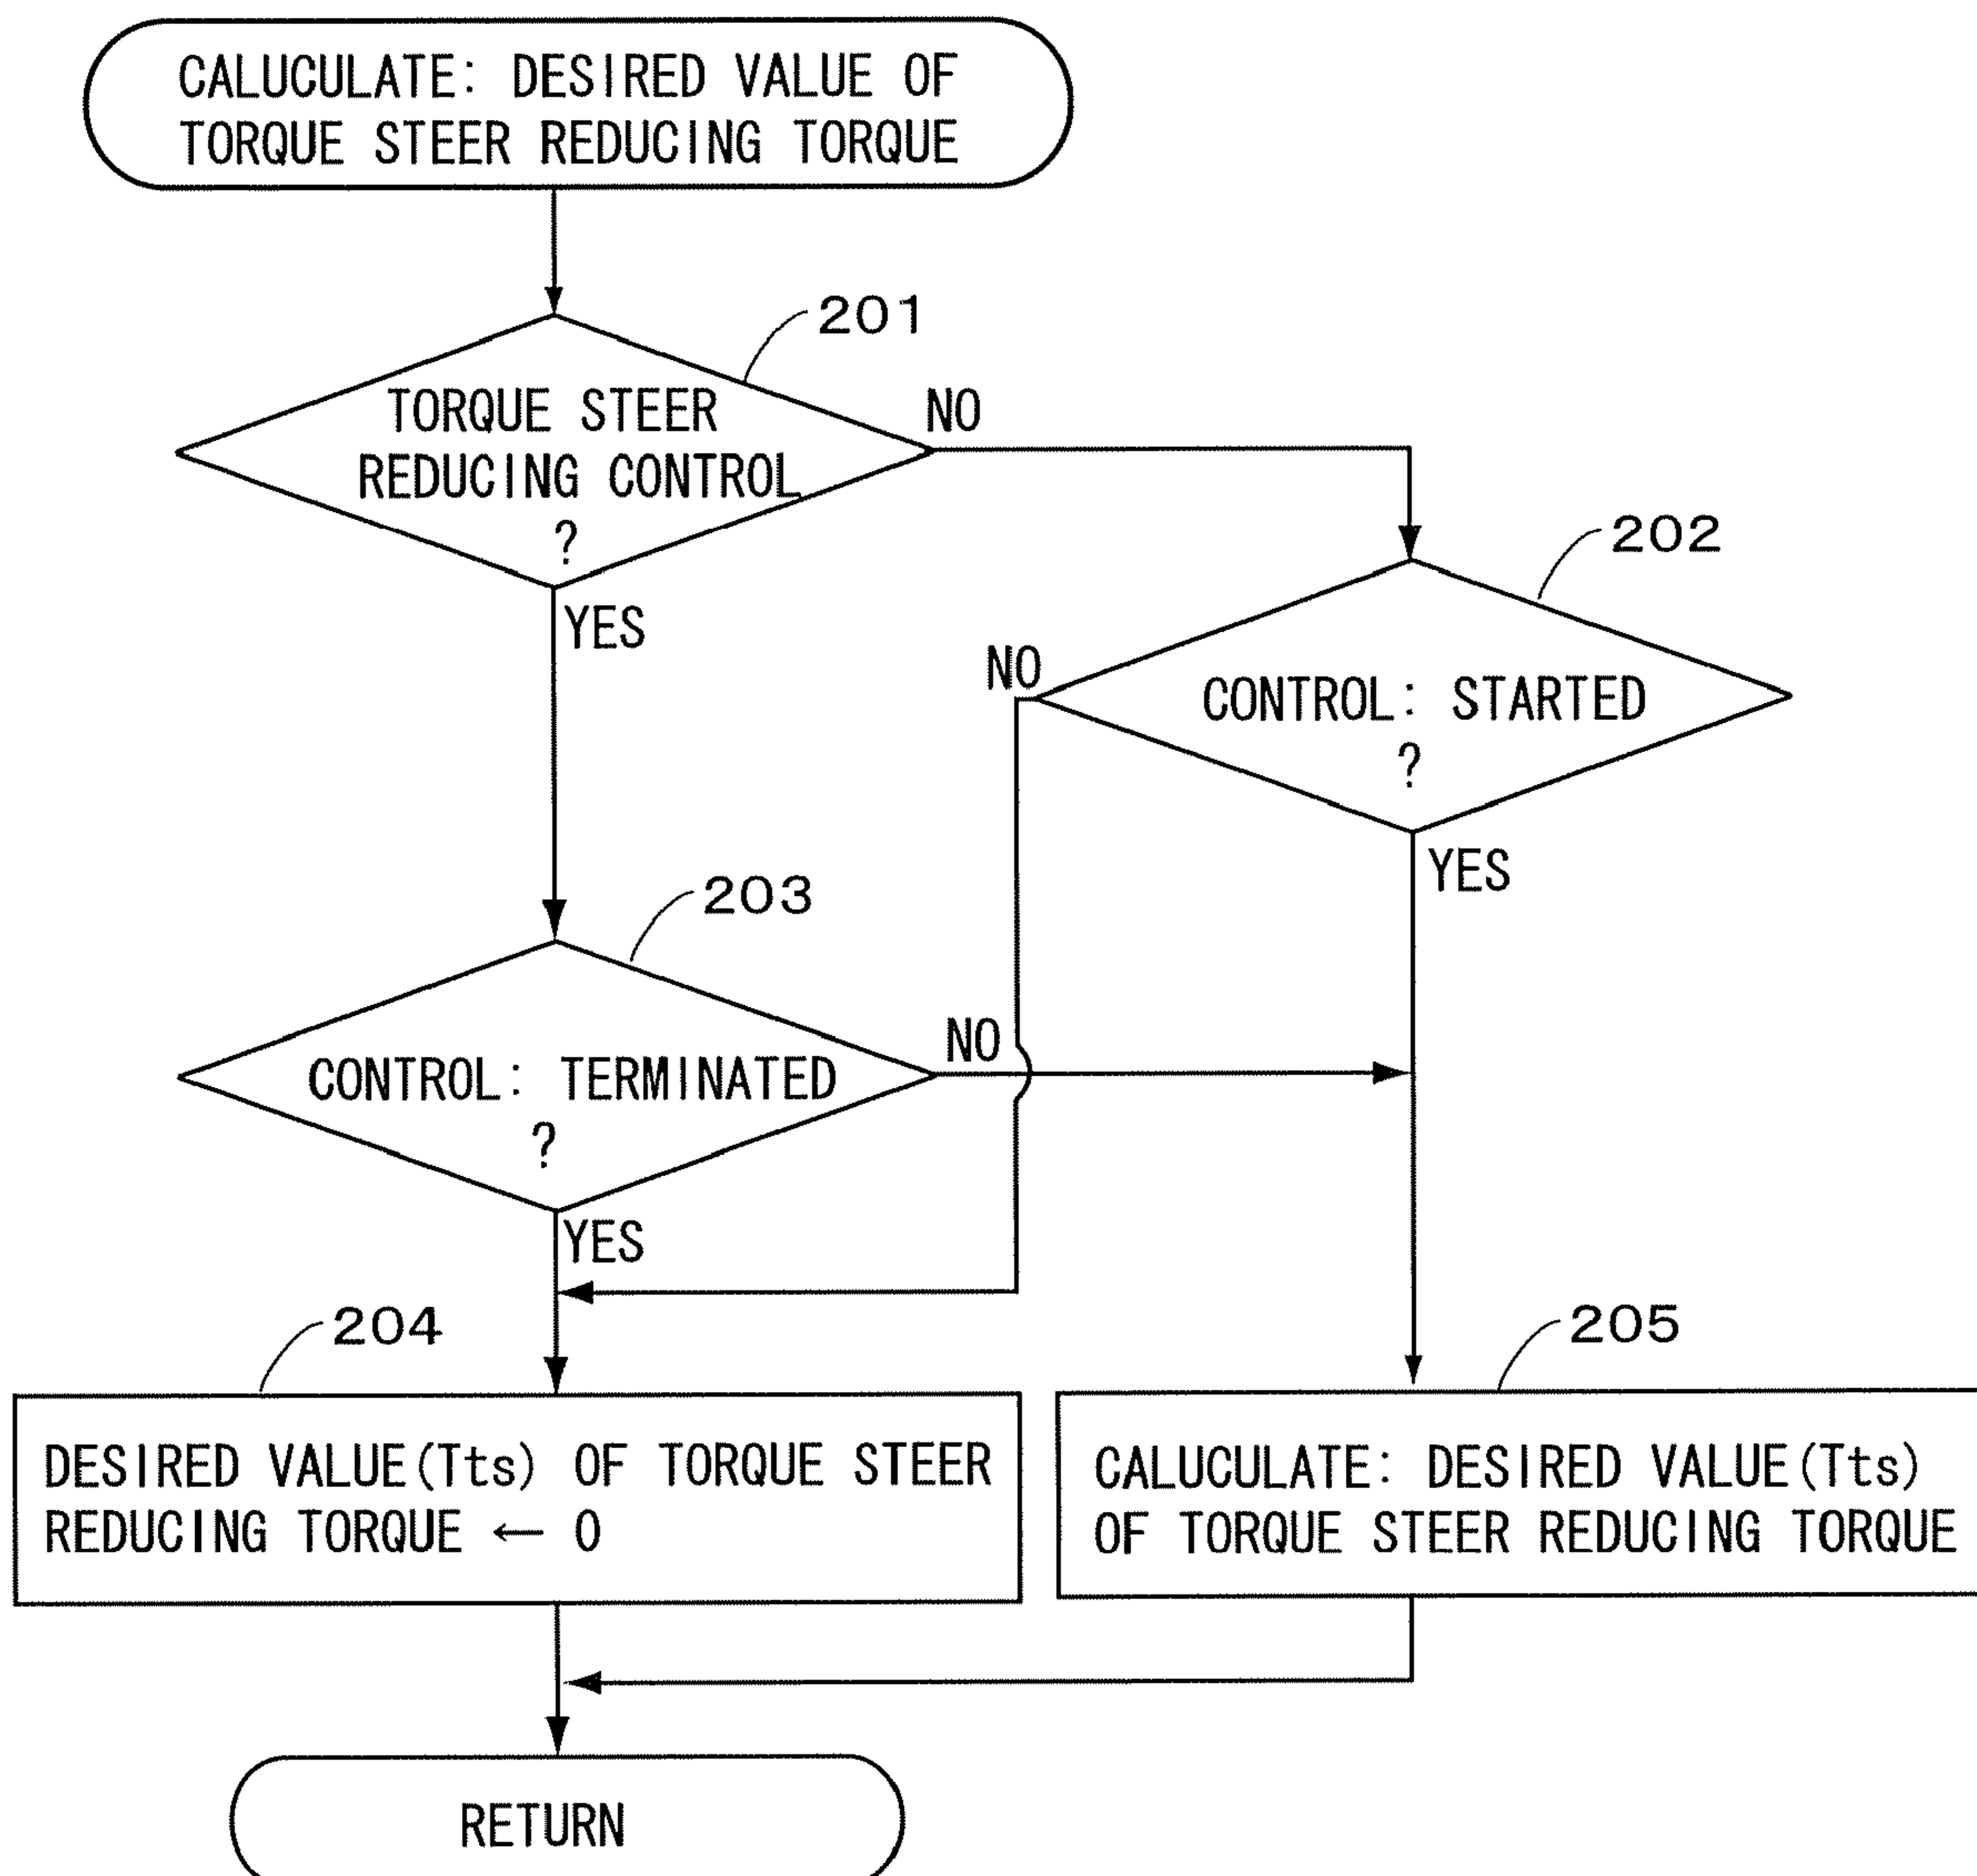 CALUCULATE: DESIRED VALUE OF
TORQUE STEER REDUCING TORQUE
201
TORQUE STEER
REDUCING CONTROL
?
NO
YES
202
CONTROL: STARTED
?
NO
YES
203
CONTROL: TERMINATED
?
NO
YES
204
DESIRED VALUE(Tts) OF TORQUE STEER
REDUCING TORQUE ← 0
205
CALUCULATE: DESIRED VALUE(Tts)
OF TORQUE STEER REDUCING TORQUE
RETURN